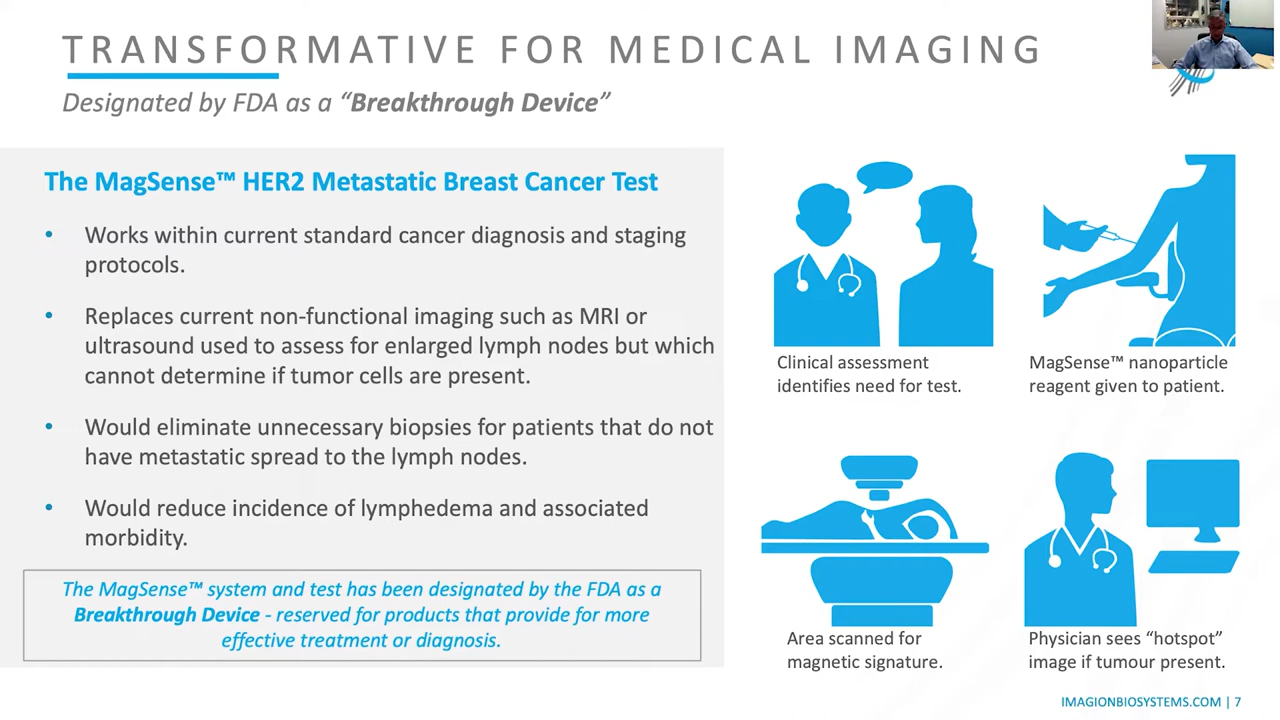 TRANSFORMATIVE FOR MEDICAL IMAGING
Designated by FDA as a “Breakthrough Device”
The MagSense™ HER2 Metastatic Breast Cancer Test
• Works within current standard cancer diagnosis and staging
protocols.
• Replaces current non-functional imaging such as MRI or
ultrasound used to assess for enlarged lymph nodes but which
cannot determine if tumor cells are present.
• Would eliminate unnecessary biopsies for patients that do not
have metastatic spread to the lymph nodes.
• Would reduce incidence of lymphedema and associated
morbidity.
The MagSense™ system and test has been designated by the FDA as a
Breakthrough Device - reserved for products that provide for more
effective treatment or diagnosis.
Clinical assessment
identifies need for test.
MagSense™ nanoparticle
reagent given to patient.
Area scanned for
magnetic signature.
Physician sees “hotspot”
image if tumour present.
IMAGIONBIOSYSTEMS.COM | 7